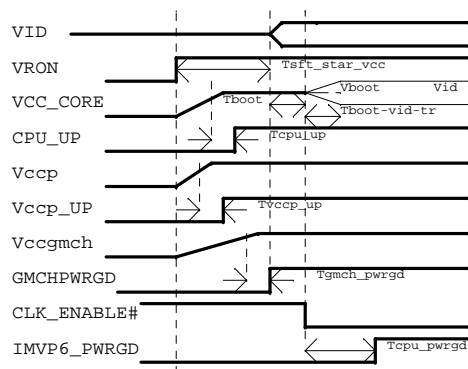 VID
VRON
Tsft_star_vcc
VCC_CORE
Tboot
Vboot
Vid
Tboot-vid-tr
CPU_UP
Tcpu_up
Vccp
Vccp_UP
Tvccp_up
Vccgmch
GMCHPWRGD
Tgmch_pwrgd
CLK_ENABLE#
IMVP6_PWRGD
Tcpu_pwrgd